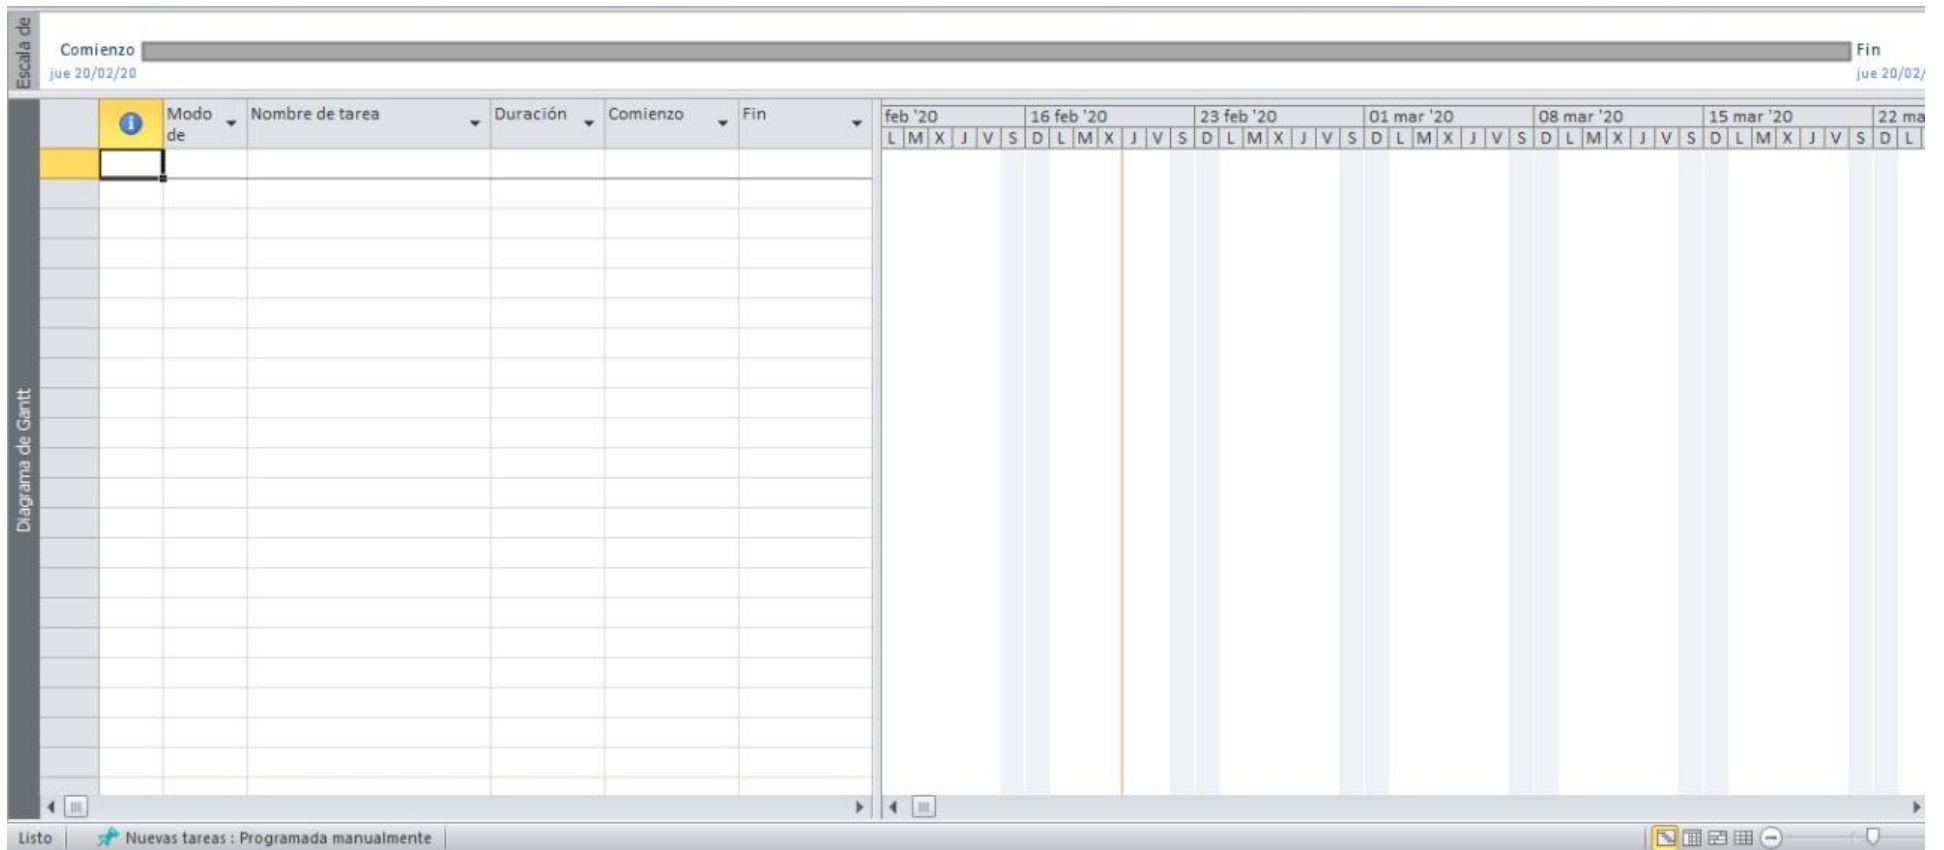 Escala de
Comienzo
jue 20/02/20
Fin
jue 20/02/
Modo de
Nombre de tarea
Duración
Comienzo
Fin
feb '20
16 feb '20
23 feb '20
01 mar '20
08 mar '20
15 mar '20
22 ma
L M X J V S D L M X J V S D L M X J V S D L M X J V S D L M X J V S D L M X J V S D L
Diagrama de Gantt
Listo
Nuevas tareas : Programada manualmente